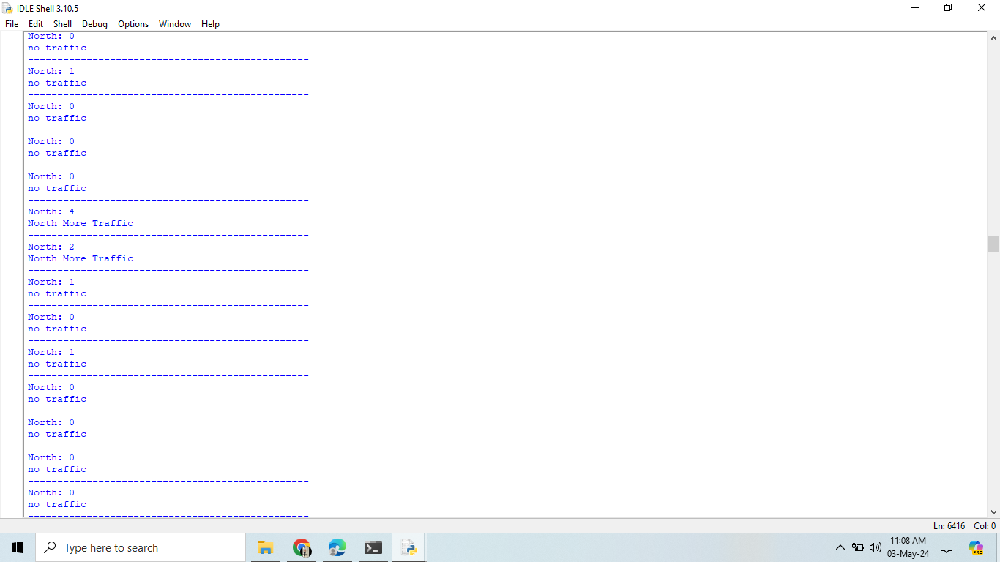 IDLE Shell 3.10.5
File Edit Shell Debug Options Window Help
North: 0
no traffic
------------------------------------------------
North: 1
no traffic
------------------------------------------------
North: 0
no traffic
------------------------------------------------
North: 0
no traffic
------------------------------------------------
North: 0
no traffic
------------------------------------------------
North: 4
North More Traffic
------------------------------------------------
North: 2
North More Traffic
------------------------------------------------
North: 1
no traffic
------------------------------------------------
North: 0
no traffic
------------------------------------------------
North: 1
no traffic
------------------------------------------------
North: 0
no traffic
------------------------------------------------
North: 0
no traffic
------------------------------------------------
North: 0
no traffic
------------------------------------------------
North: 0
no traffic
------------------------------------------------
Ln: 6416 Col: 0
Type here to search
11:08 AM
03-May-24
PRE